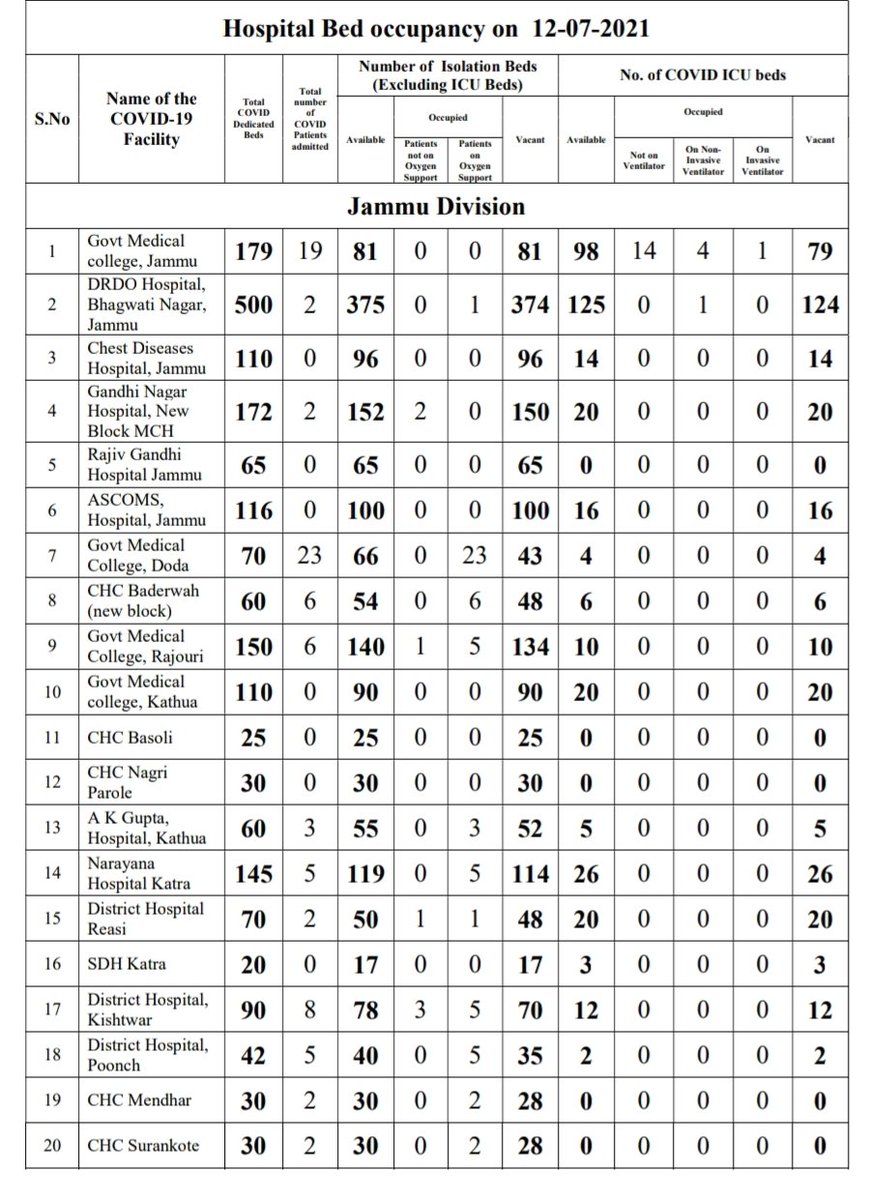 Hospital Bed occupancy on 12-07-2021
S.No
Name of the
COVID-19
Facility
Total
COVID
Dedicated
Beds
Total
number
of
COVID
Patients
admitted
Number of Isolation Beds
(Excluding ICU Beds)
Available
Occupied
Patients
not on
Oxygen
Support
Patients
on
Oxygen
Support
Vacant
No. of COVID ICU beds
Available
Occupied
Not on
Ventilator
On Non-
Invasive
Ventilator
On
Invasive
Ventilator
Vacant
Jammu Division
1 Govt Medical
college, Jammu 179 19 81 0 0 81 98 14 4 1 79
2 DRDO Hospital,
Bhagwati Nagar,
Jammu 500 2 375 0 1 374 125 0 1 0 124
3 Chest Diseases
Hospital, Jammu 110 0 96 0 0 96 14 0 0 0 14
4 Gandhi Nagar
Hospital, New
Block MCH 172 2 152 2 0 150 20 0 0 0 20
5 Rajiv Gandhi
Hospital Jammu 65 0 65 0 0 65 0 0 0 0 0
6 ASCOMS,
Hospital, Jammu 116 0 100 0 0 100 16 0 0 0 16
7 Govt Medical
College, Doda 70 23 66 0 23 43 4 0 0 0 4
8 CHC Baderwah
(new block) 60 6 54 0 6 48 6 0 0 0 6
9 Govt Medical
College, Rajouri 150 6 140 1 5 134 10 0 0 0 10
10 Govt Medical
college, Kathua 110 0 90 0 0 90 20 0 0 0 20
11 CHC Basoli 25 0 25 0 0 25 0 0 0 0 0
12 CHC Nagri
Parole 30 0 30 0 0 30 0 0 0 0 0
13 A K Gupta,
Hospital, Kathua 60 3 55 0 3 52 5 0 0 0 5
14 Narayana
Hospital Katra 145 5 119 0 5 114 26 0 0 0 26
15 District Hospital
Reasi 70 2 50 1 1 48 20 0 0 0 20
16 SDH Katra 20 0 17 0 0 17 3 0 0 0 3
17 District Hospital,
Kishtwar 90 8 78 3 5 70 12 0 0 0 12
18 District Hospital,
Poonch 42 5 40 0 5 35 2 0 0 0 2
19 CHC Mendhar 30 2 30 0 2 28 0 0 0 0 0
20 CHC Surankote 30 2 30 0 2 28 0 0 0 0 0